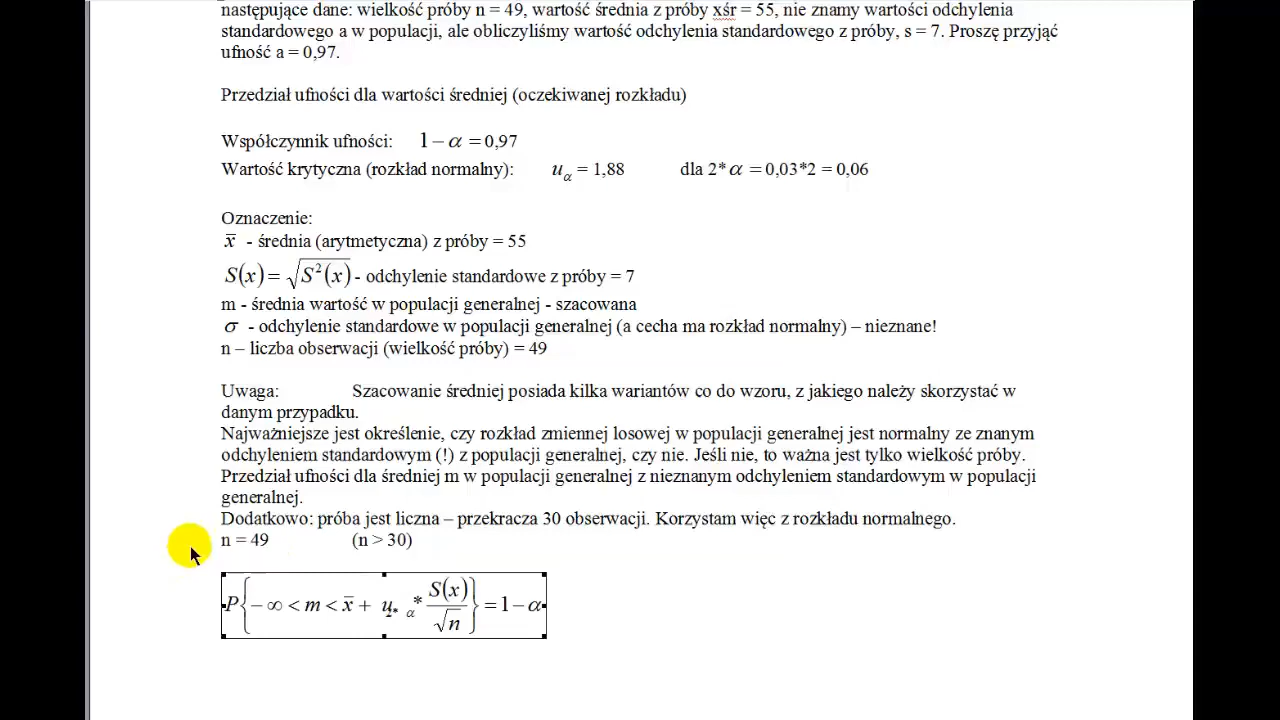 następujące dane: wielkość próby n = 49, wartość średnia z próby xśr = 55, nie znamy wartości odchylenia
standardowego a w populacji, ale obliczyliśmy wartość odchylenia standardowego z próby, s = 7. Proszę przyjąć
ufność a = 0,97.
Przedział ufności dla wartości średniej (oczekiwanej rozkładu)
Współczynnik ufności: 1 − α = 0,97
Wartość krytyczna (rozkład normalny): u_α = 1,88 dla 2* α = 0,03*2 = 0,06
Oznaczenie:
x̄ - średnia (arytmetyczna) z próby = 55
S(x) = √S²(x) - odchylenie standardowe z próby = 7
m - średnia wartość w populacji generalnej - szacowana
σ - odchylenie standardowe w populacji generalnej (a cecha ma rozkład normalny) – nieznane!
n – liczba obserwacji (wielkość próby) = 49
Uwaga: Szacowanie średniej posiada kilka wariantów co do wzoru, z jakiego należy skorzystać w
danym przypadku.
Najważniejsze jest określenie, czy rozkład zmiennej losowej w populacji generalnej jest normalny ze znanym
odchyleniem standardowym (!) z populacji generalnej, czy nie. Jeśli nie, to ważna jest tylko wielkość próby.
Przedział ufności dla średniej m w populacji generalnej z nieznanym odchyleniem standardowym w populacji
generalnej.
Dodatkowo: próba jest liczna – przekracza 30 obserwacji. Korzystam więc z rozkładu normalnego.
n = 49 (n > 30)
P{− ∞ < m < x̄ + u_* α * S(x)/√n} = 1 − α